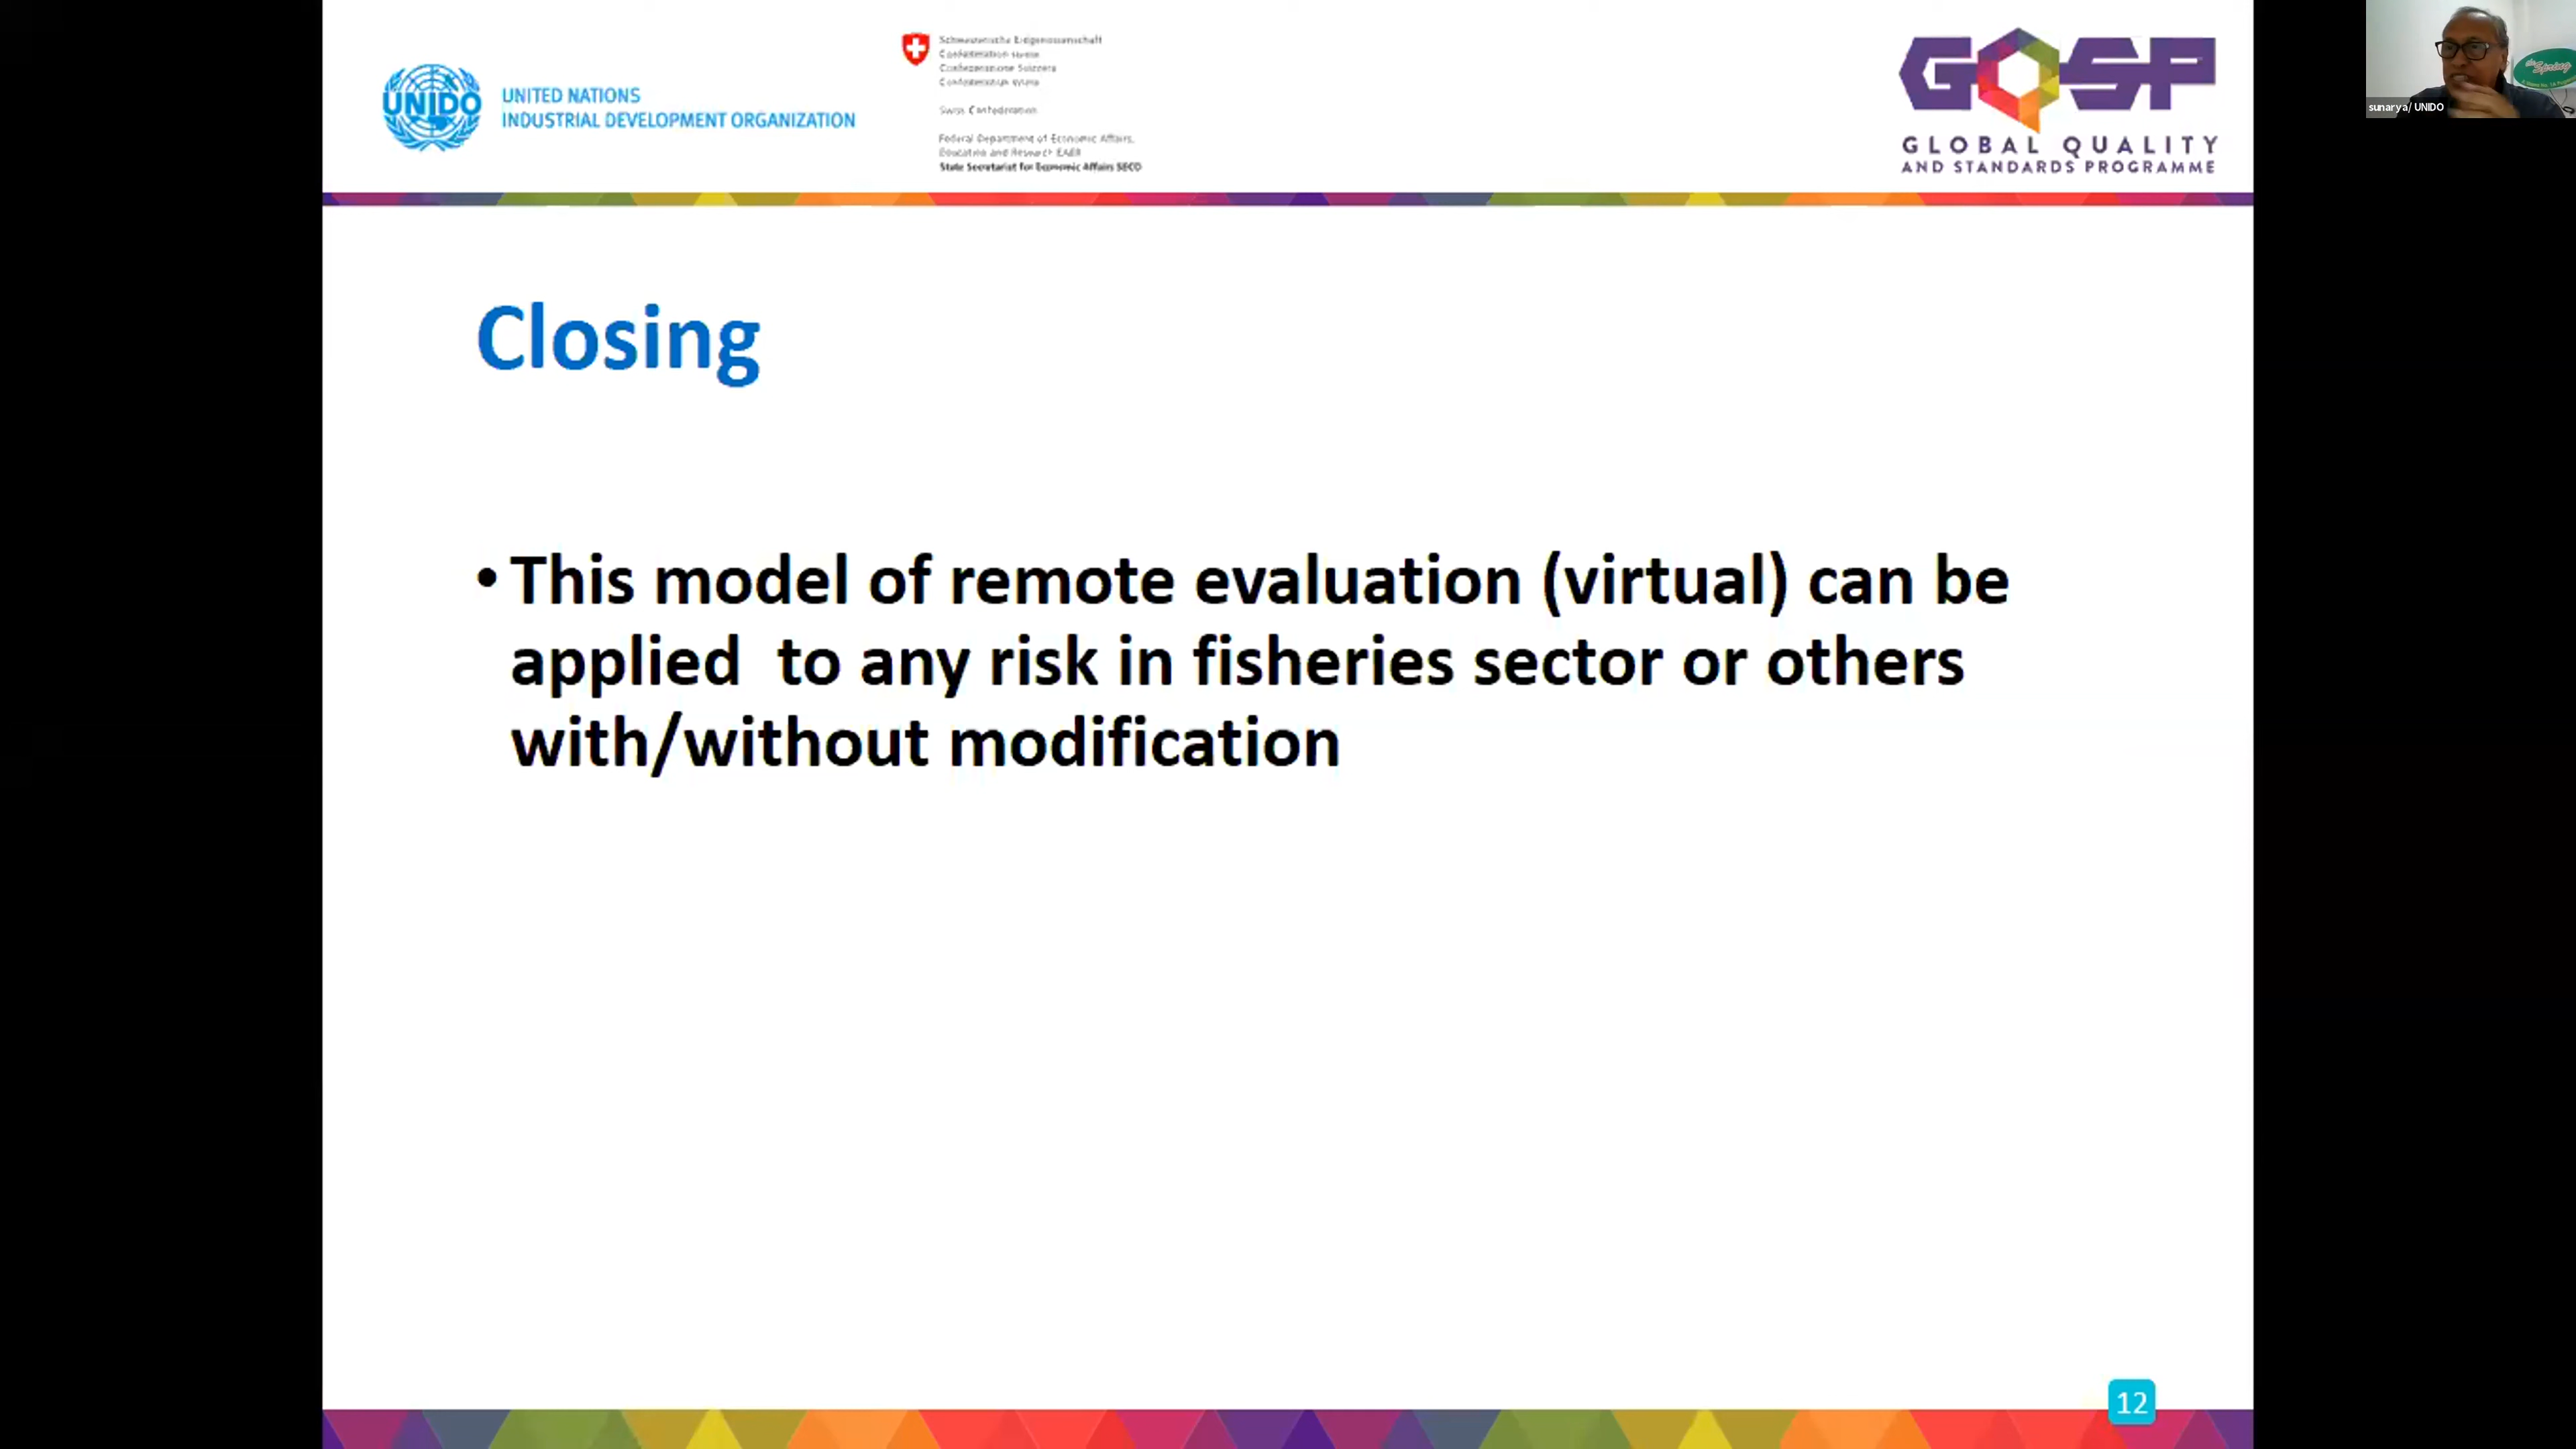 UNIDO
UNITED NATIONS
INDUSTRIAL DEVELOPMENT ORGANIZATION
Schweizerische Eidgenossenschaft
Confédération suisse
Confederazione Svizzera
Confederaziun svizra
Swiss Confederation
Federal Department of Economic Affairs,
Education and Research EAER
State Secretariat for Economic Affairs SECO
GQSP
GLOBAL QUALITY
AND STANDARDS PROGRAMME
the Spring
sunarya/ UNIDO
Closing
• This model of remote evaluation (virtual) can be
applied to any risk in fisheries sector or others
with/without modification
12